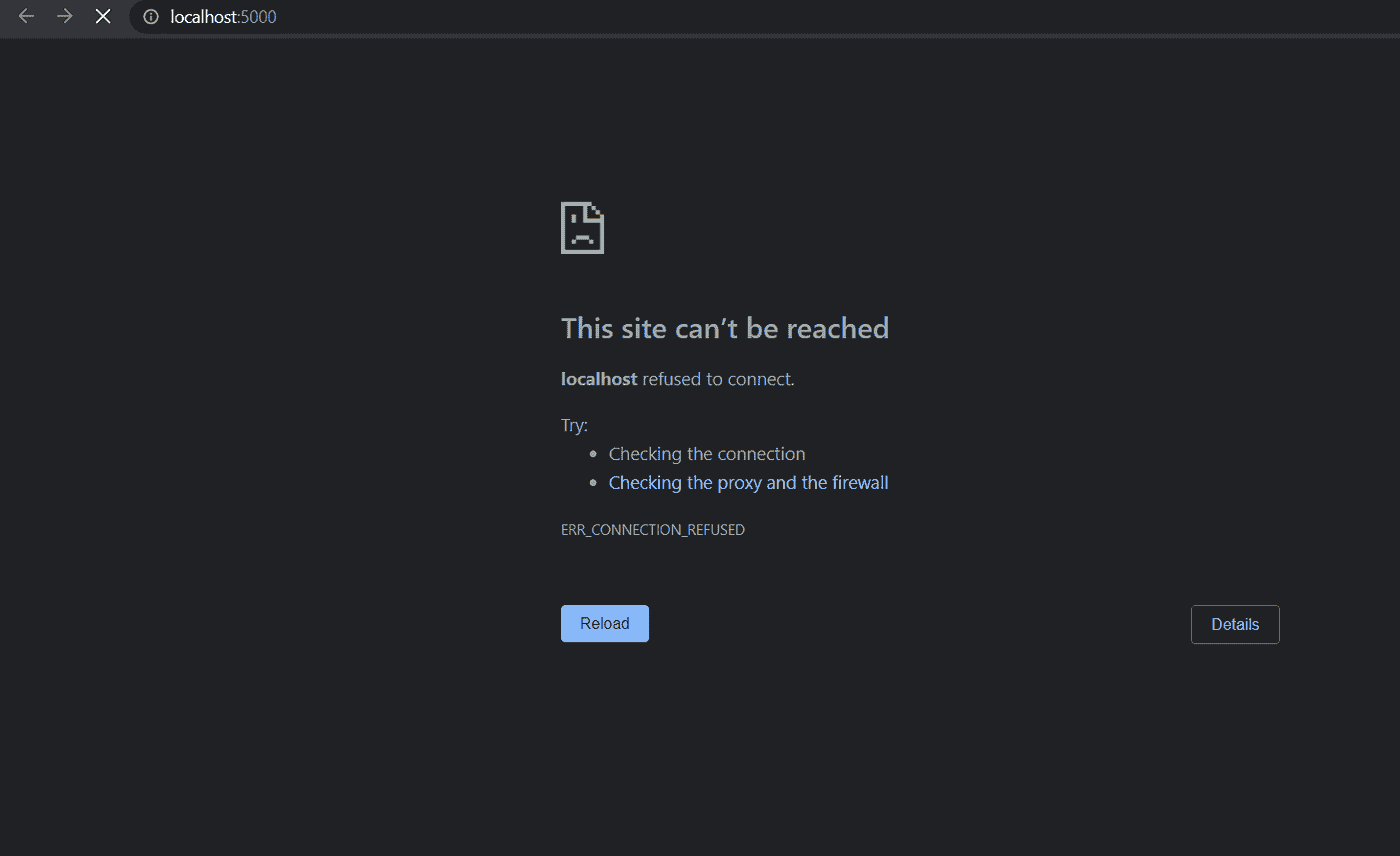 localhost:5000
This site can’t be reached
localhost refused to connect.
Try:
Checking the connection
Checking the proxy and the firewall
ERR_CONNECTION_REFUSED
Reload
Details